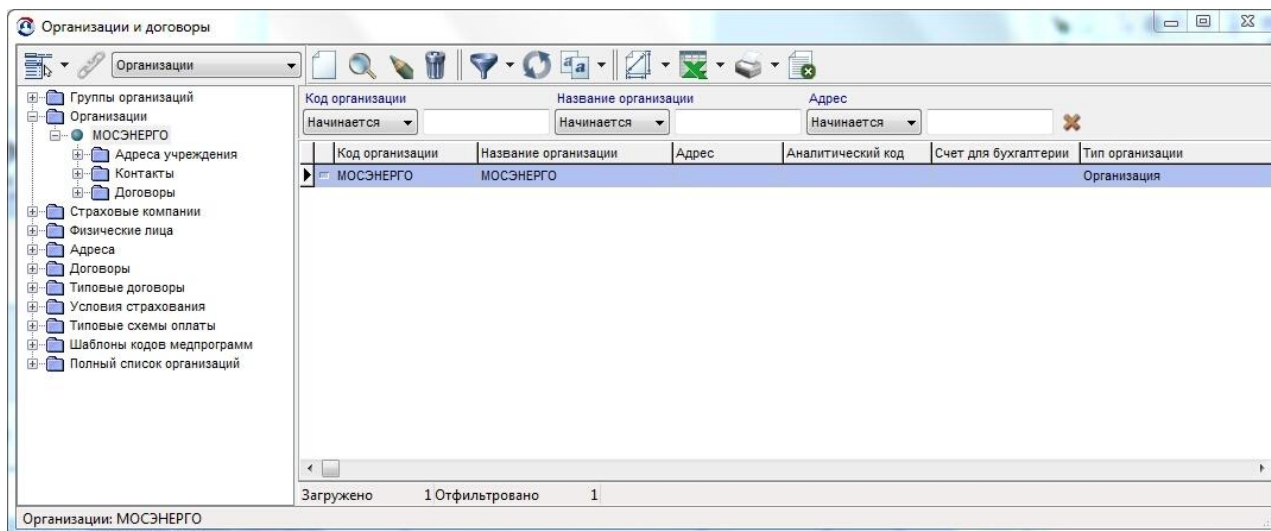 Организации и договоры
Организации
Группы организаций
Организации
МОСЭНЕРГО
Адреса учреждения
Контакты
Договоры
Страховые компании
Физические лица
Адреса
Договоры
Типовые договоры
Условия страхования
Типовые схемы оплаты
Шаблоны кодов медпрограмм
Полный список организаций
Код организации Название организации Адрес
Начинается Начинается Начинается
Код организации Название организации Адрес Аналитический код Счет для бухгалтерии Тип организации
МОСЭНЕРГО МОСЭНЕРГО Организация
Загружено 1 Отфильтровано 1
Организации: МОСЭНЕРГО